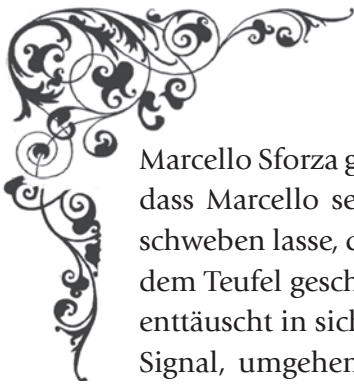 Marcello Sforza g
dass Marcello se
schweben lasse, d
dem Teufel gesch
enttäuscht in sich
Signal, umgehen